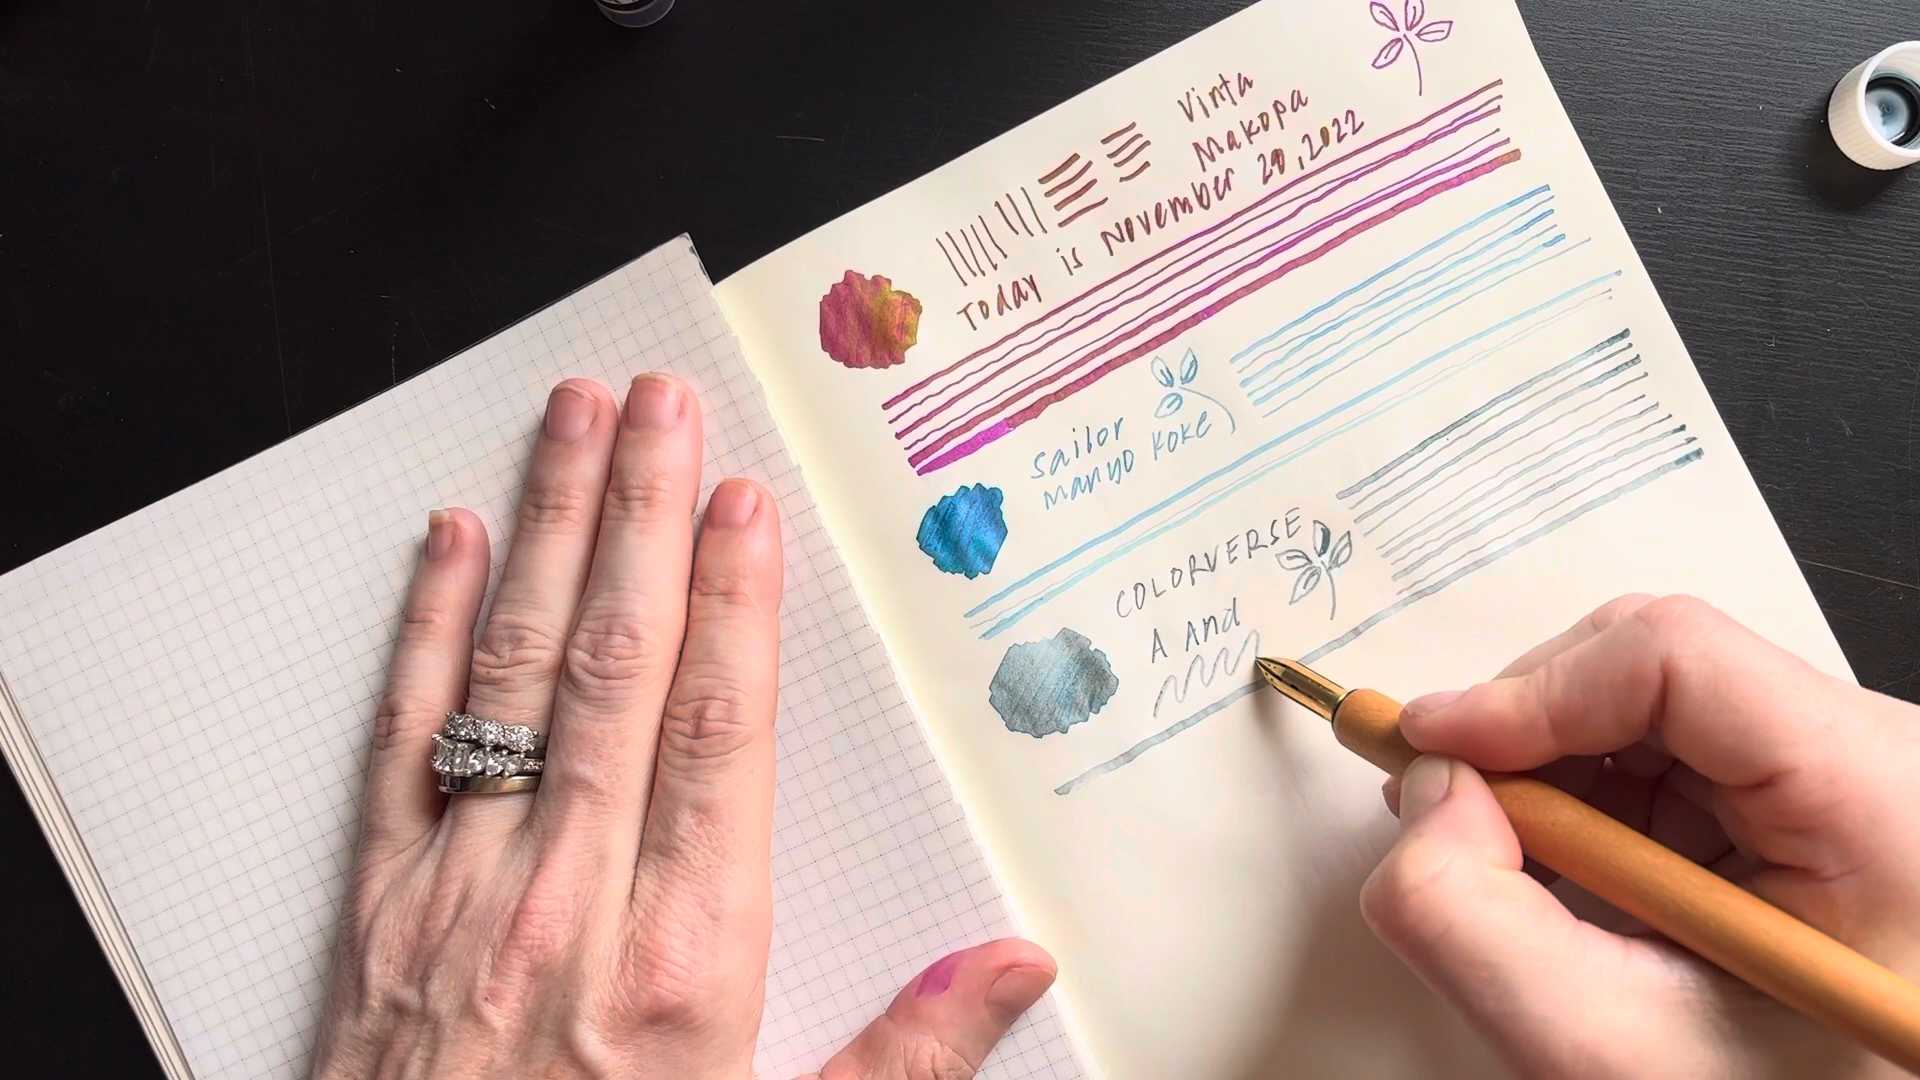 Vinta
Makopa
Today is November 20, 2022
sailor
manyo koke
COLORVERSE
A And